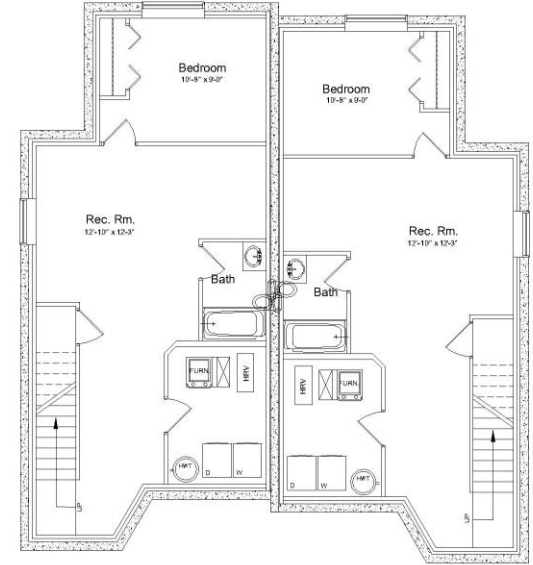 Bedroom
10'-8" x 9'-0"
Bedroom
10'-8" x 9'-0"
Rec. Rm.
12'-10" x 12'-3"
Rec. Rm.
12'-10" x 12'-3"
Bath
Bath
FURN.
HRV
HRV
FURN.
HWT
D
W
D
W
HWT
UP